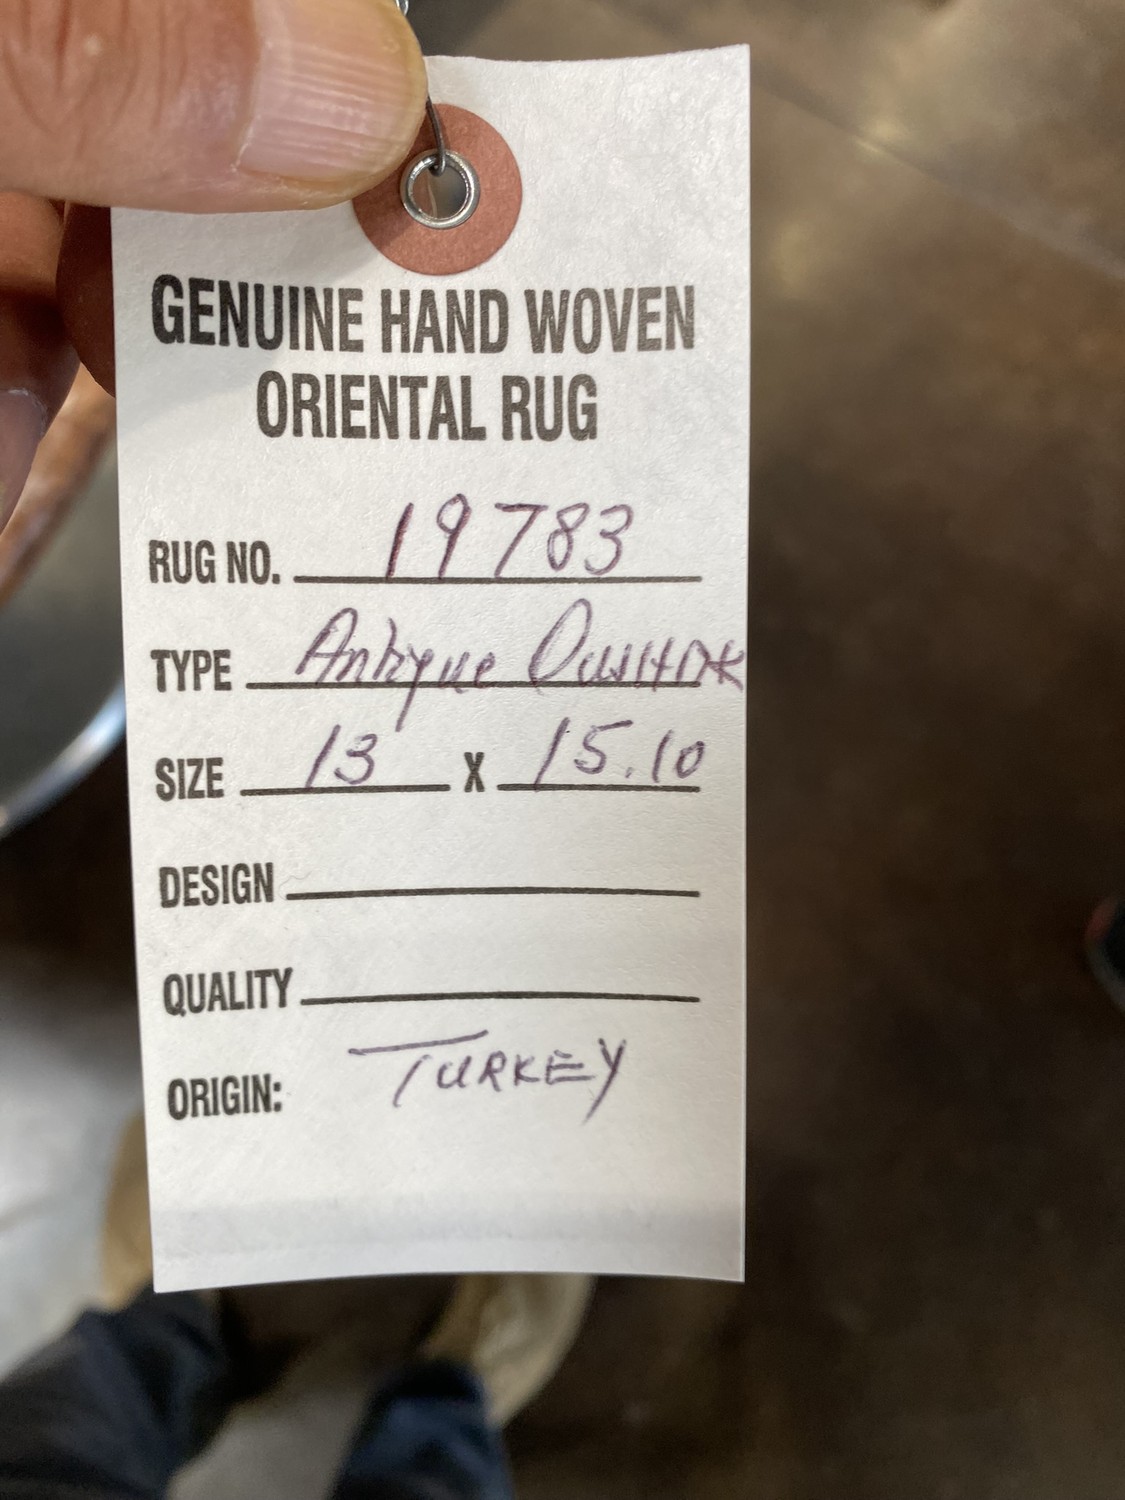 GENUINE HAND WOVEN
ORIENTAL RUG
RUG NO. 19783
TYPE Antique OusHAK
SIZE 13 X 15.10
DESIGN
QUALITY
ORIGIN: TURKEY